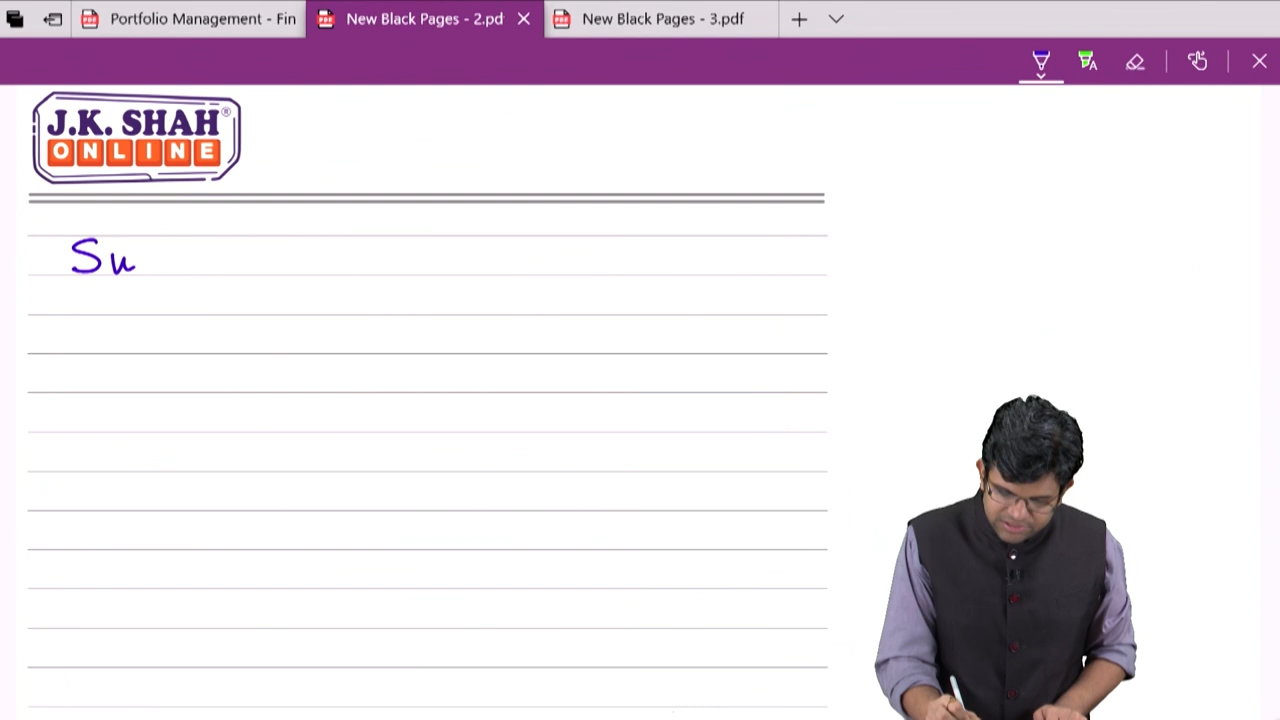 Portfolio Management - Fin
New Black Pages - 2.pd
New Black Pages - 3.pdf
J.K. SHAH®
ONLINE
Su